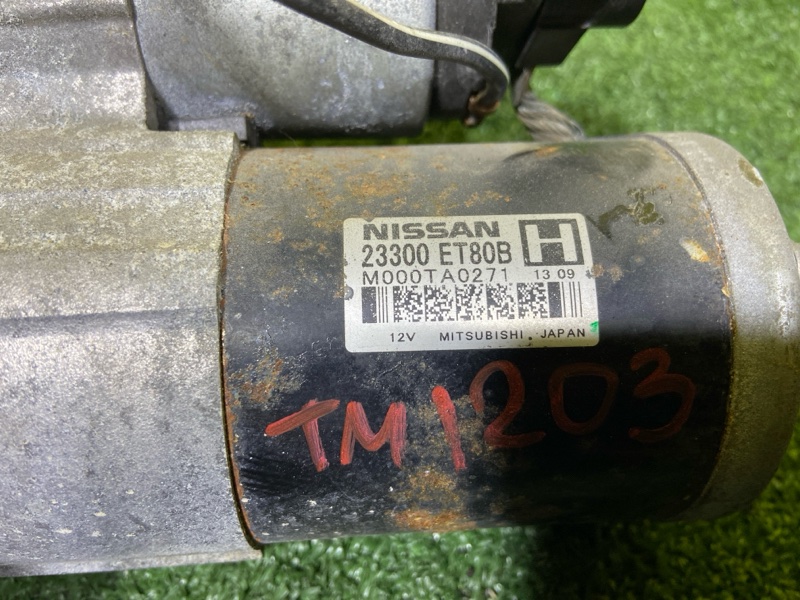 NISSAN H
23300 ET80B
M000TA0271 13 09
12V MITSUBISHI. JAPAN
TM1203